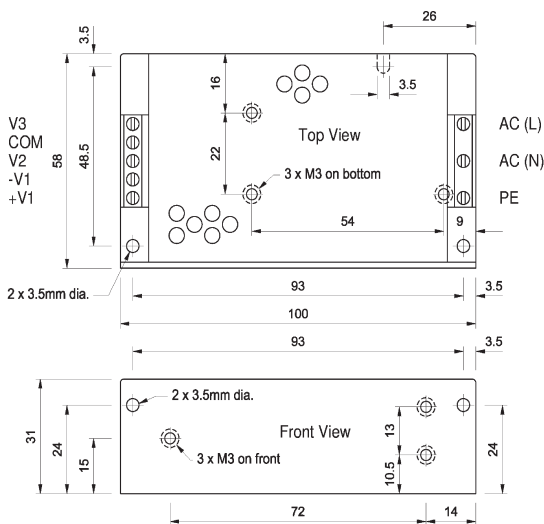 26
3.5
16
3.5
V3
COM
V2
-V1
+V1
58
48.5
Top View
22
3 x M3 on bottom
AC (L)
AC (N)
PE
54
9
2 x 3.5mm dia.
93
3.5
100
93
3.5
2 x 3.5mm dia.
31
24
15
Front View
3 x M3 on front
13
10.5
24
72
14